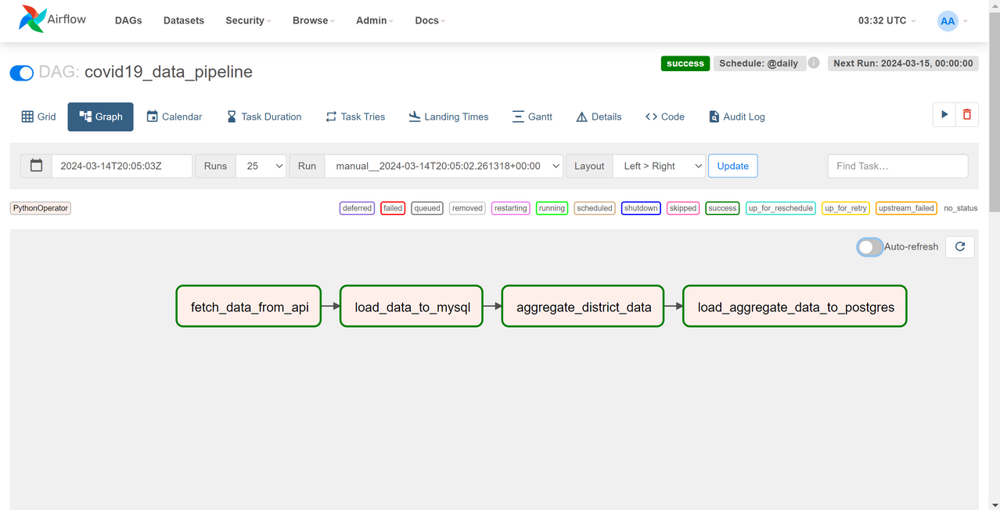 Airflow DAGs Datasets Security Browse Admin Docs 03:32 UTC AA
success Schedule: @daily i Next Run: 2024-03-15, 00:00:00
DAG: covid19_data_pipeline
Grid Graph Calendar Task Duration Task Tries Landing Times Gantt Details Code Audit Log
2024-03-14T20:05:03Z Runs 25 Run manual__2024-03-14T20:05:02.261318+00:00 Layout Left > Right Update Find Task...
PythonOperator deferred failed queued removed restarting running scheduled shutdown skipped success up_for_reschedule up_for_retry upstream_failed no_status
Auto-refresh
fetch_data_from_api load_data_to_mysql aggregate_district_data load_aggregate_data_to_postgres